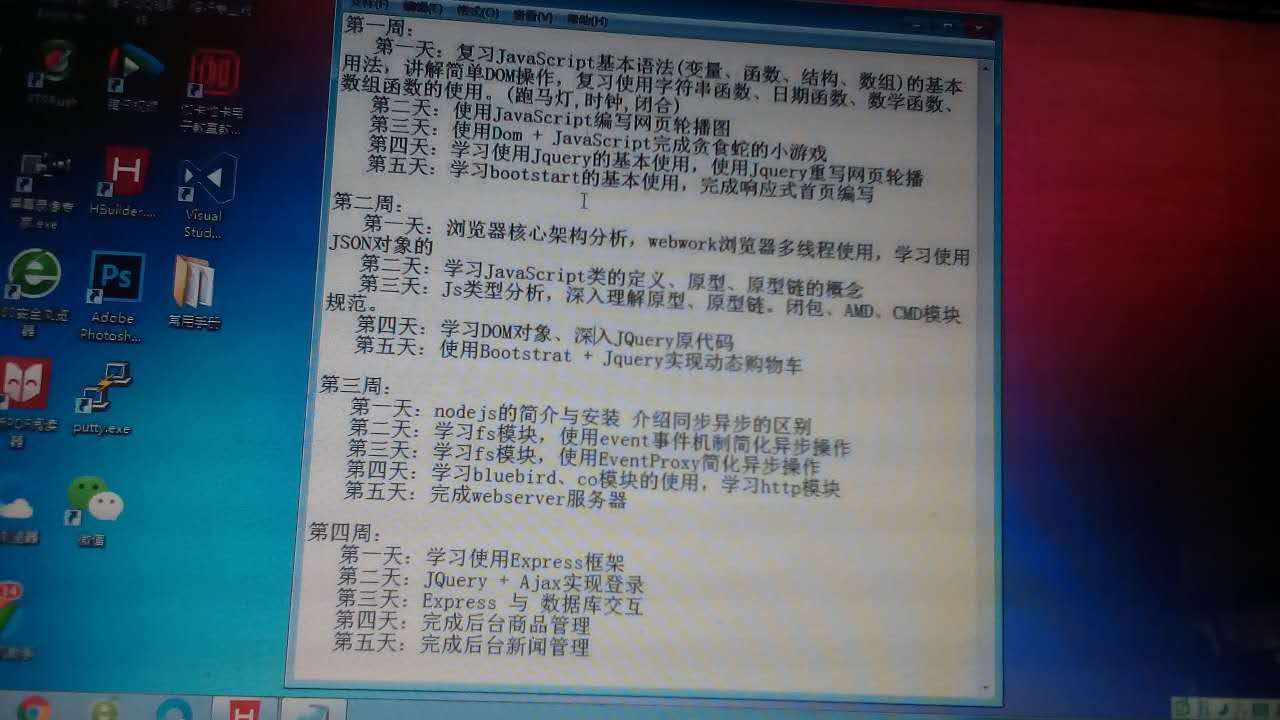 文件(F) 编辑(E) 格式(O) 查看(V) 帮助(H)
第一周：
第一天：复习JavaScript基本语法(变量、函数、结构、数组)的基本
用法，讲解简单DOM操作，复习使用字符串函数、日期函数、数学函数、
数组函数的使用。(跑马灯,时钟,闭合)
第二天：使用JavaScript编写网页轮播图
第三天：使用Dom + JavaScript完成贪食蛇的小游戏
第四天：学习使用Jquery的基本使用，使用Jquery重写网页轮播
第五天：学习bootstart的基本使用，完成响应式首页编写
第二周：
第一天：浏览器核心架构分析，webwork浏览器多线程使用，学习使用
JSON对象的
第二天：学习JavaScript类的定义、原型、原型链的概念
第三天：Js类型分析，深入理解原型、原型链。闭包、AMD、CMD模块
规范。
第四天：学习DOM对象、深入JQuery原代码
第五天：使用Bootstrat + Jquery实现动态购物车
第三周：
第一天：nodejs的简介与安装 介绍同步异步的区别
第二天：学习fs模块，使用event事件机制简化异步操作
第三天：学习fs模块，使用EventProxy简化异步操作
第四天：学习bluebird、co模块的使用，学习http模块
第五天：完成webserver服务器
第四周：
第一天：学习使用Express框架
第二天：JQuery + Ajax实现登录
第三天：Express 与 数据库交互
第四天：完成后台商品管理
第五天：完成后台新闻管理
HBuilder...
Visual
Stud...
Ps
Adobe
Photosh...
常用手册
putty.exe
微信